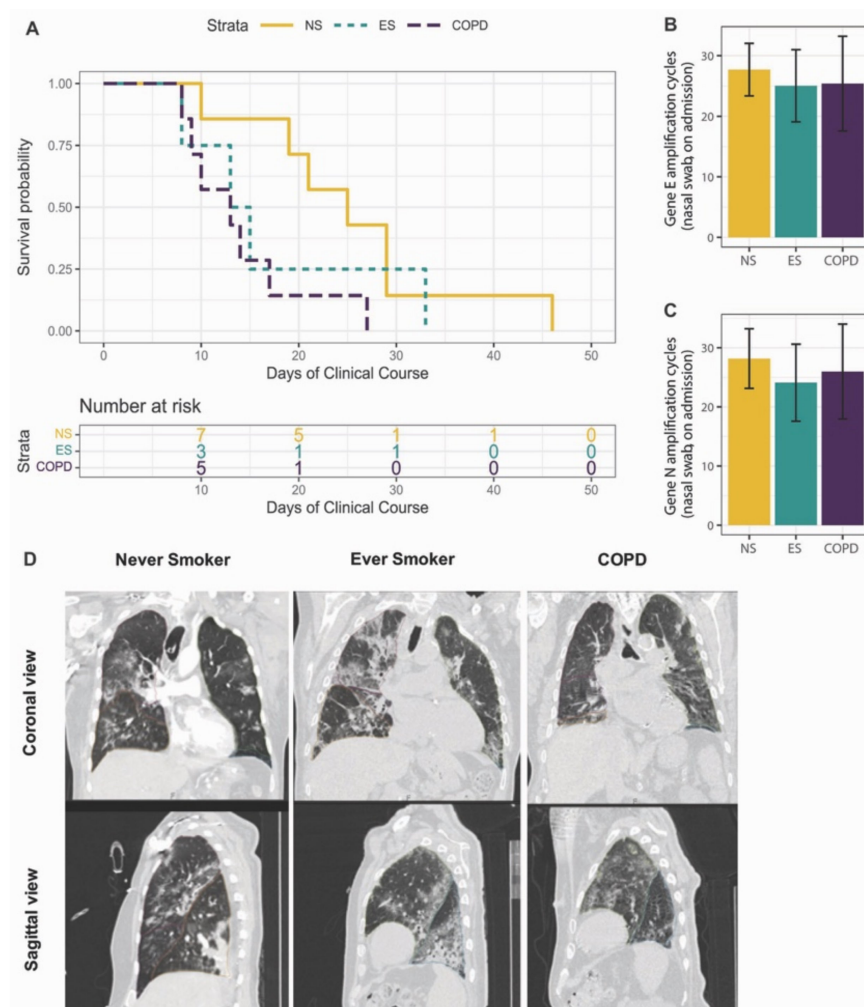 A
Strata NS ES COPD
Survival probability
1.00
0.75
0.50
0.25
0.00
0 10 20 30 40 50
Days of Clinical Course
Number at risk
Strata
NS 7 5 1 1 0
ES 3 1 1 0 0
COPD 5 1 0 0 0
10 20 30 40 50
Days of Clinical Course
B
Gene E amplification cycles
(nasal swab, on admission)
30
20
10
0
NS ES COPD
C
Gene N amplification cycles
(nasal swab, on admission)
30
20
10
0
NS ES COPD
D
Never Smoker Ever Smoker COPD
Coronal view
Sagittal view